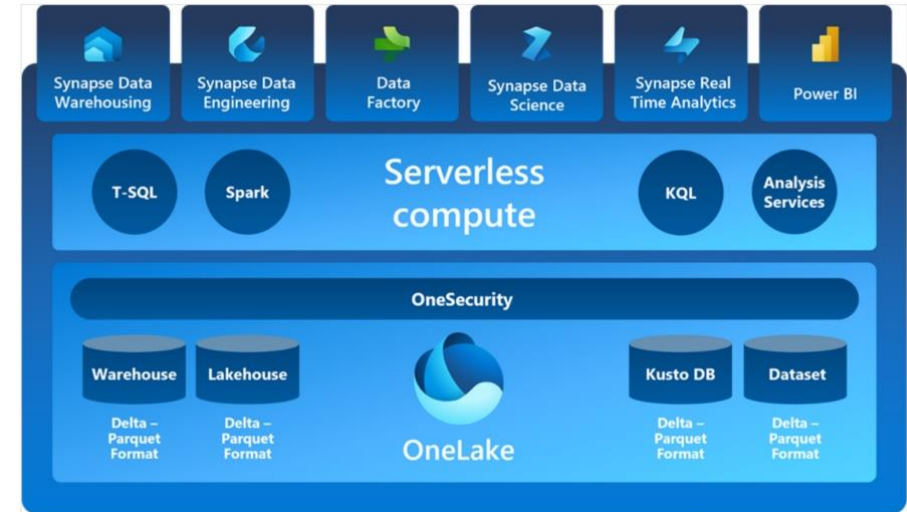 Synapse Data
Warehousing
Synapse Data
Engineering
Data
Factory
Synapse Data
Science
Synapse Real
Time Analytics
Power BI
T-SQL
Spark
Serverless
compute
KQL
Analysis
Services
OneSecurity
Warehouse
Lakehouse
Kusto DB
Dataset
Delta –
Parquet
Format
Delta –
Parquet
Format
OneLake
Delta –
Parquet
Format
Delta –
Parquet
Format